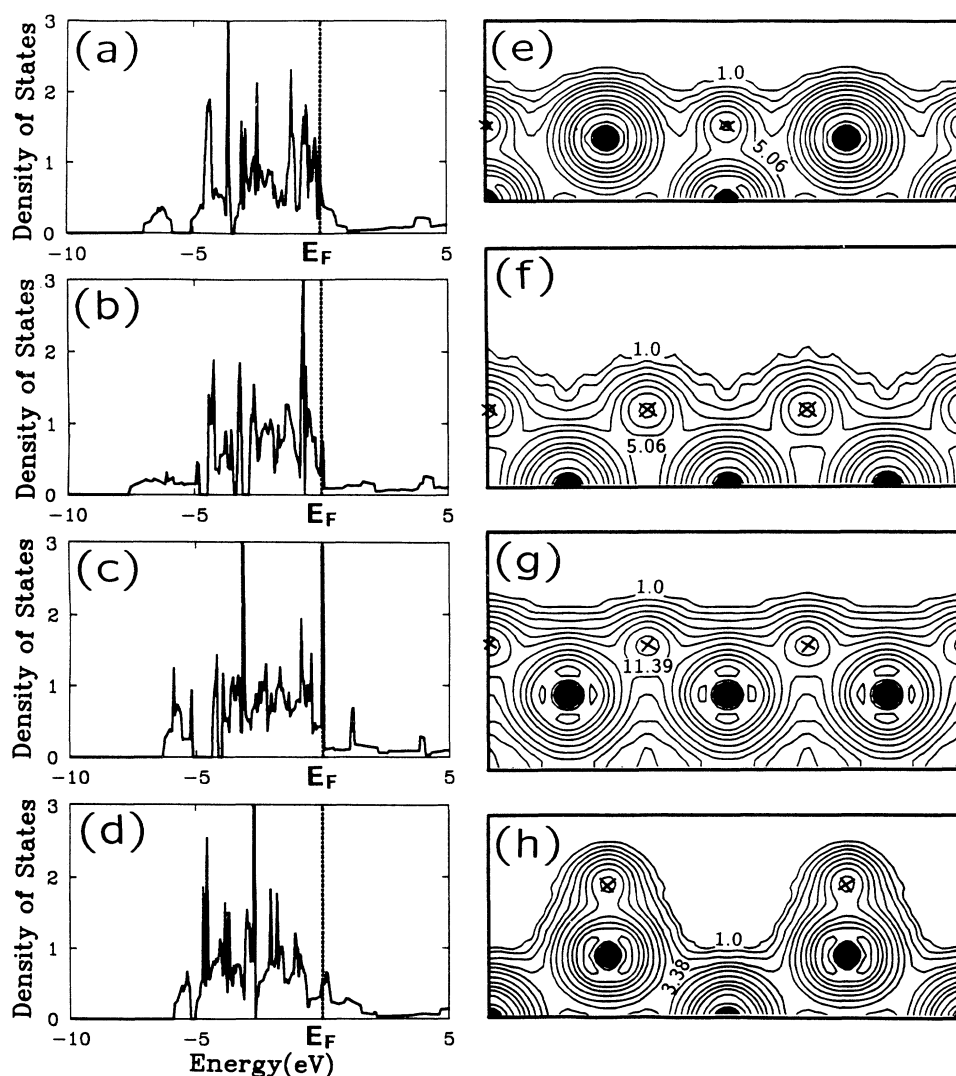 (a)
Density of States
3
2
1
0
-10
-5
E_F
5
(b)
Density of States
3
2
1
0
-10
-5
E_F
5
(c)
Density of States
3
2
1
0
-10
-5
E_F
5
(d)
Density of States
3
2
1
0
-10
-5
E_F
5
Energy(eV)
(e)
1.0
5.06
(f)
1.0
5.06
(g)
1.0
11.39
(h)
1.0
3.38